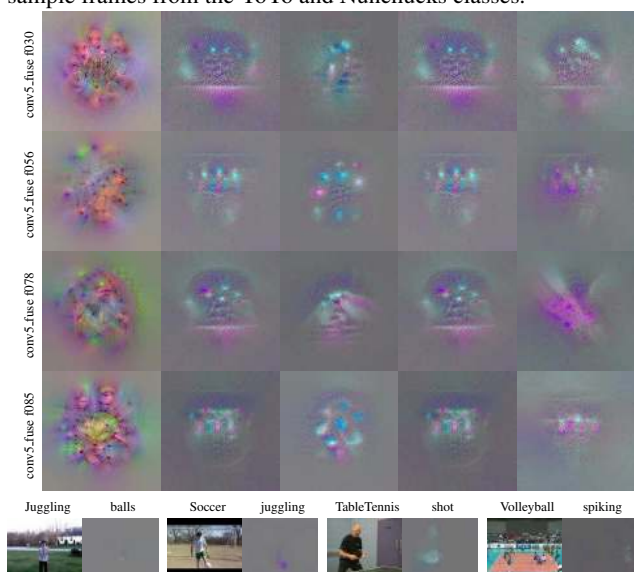 sample frames from the YoYo and Nunchucks classes.
conv5_fuse f030
conv5_fuse f056
conv5_fuse f078
conv5_fuse f085
Juggling balls Soccer juggling TableTennis shot Volleyball spiking